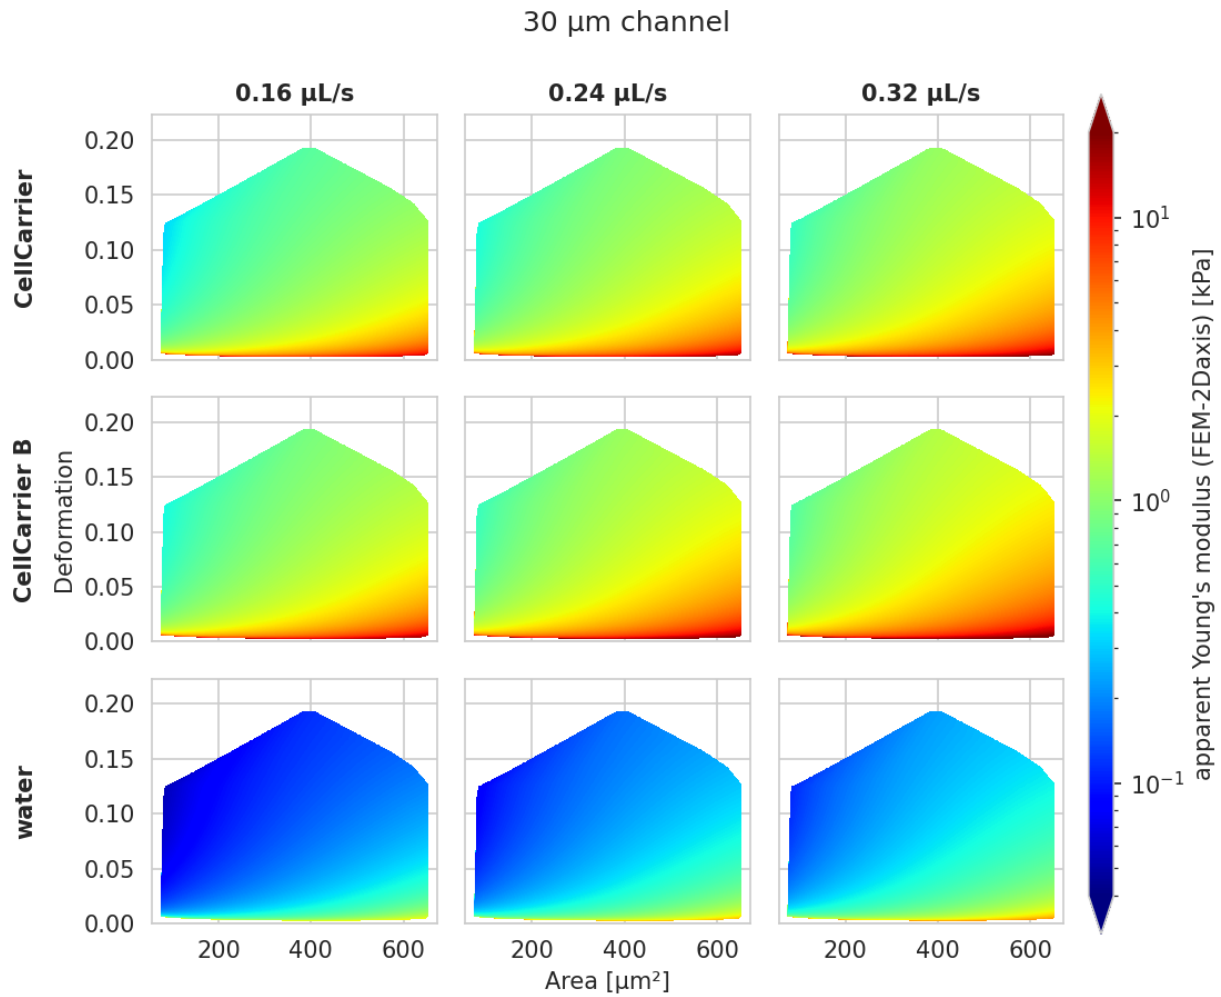 30 µm channel
0.16 µL/s
0.24 µL/s
0.32 µL/s
CellCarrier
0.20
0.15
0.10
0.05
0.00
CellCarrier B
Deformation
0.20
0.15
0.10
0.05
0.00
water
0.20
0.15
0.10
0.05
0.00
200 400 600
200 400 600
200 400 600
Area [µm²]
10¹
10⁰
10⁻¹
apparent Young's modulus (FEM-2Daxis) [kPa]